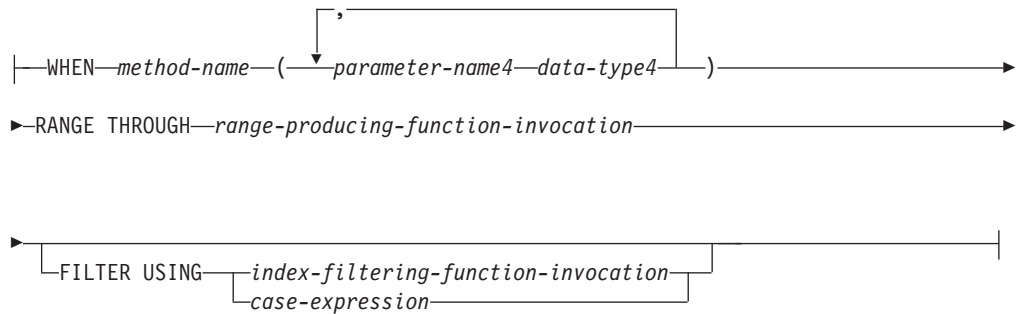 ,
WHEN method-name ( parameter-name4 data-type4 )
RANGE THROUGH range-producing-function-invocation
FILTER USING index-filtering-function-invocation
case-expression